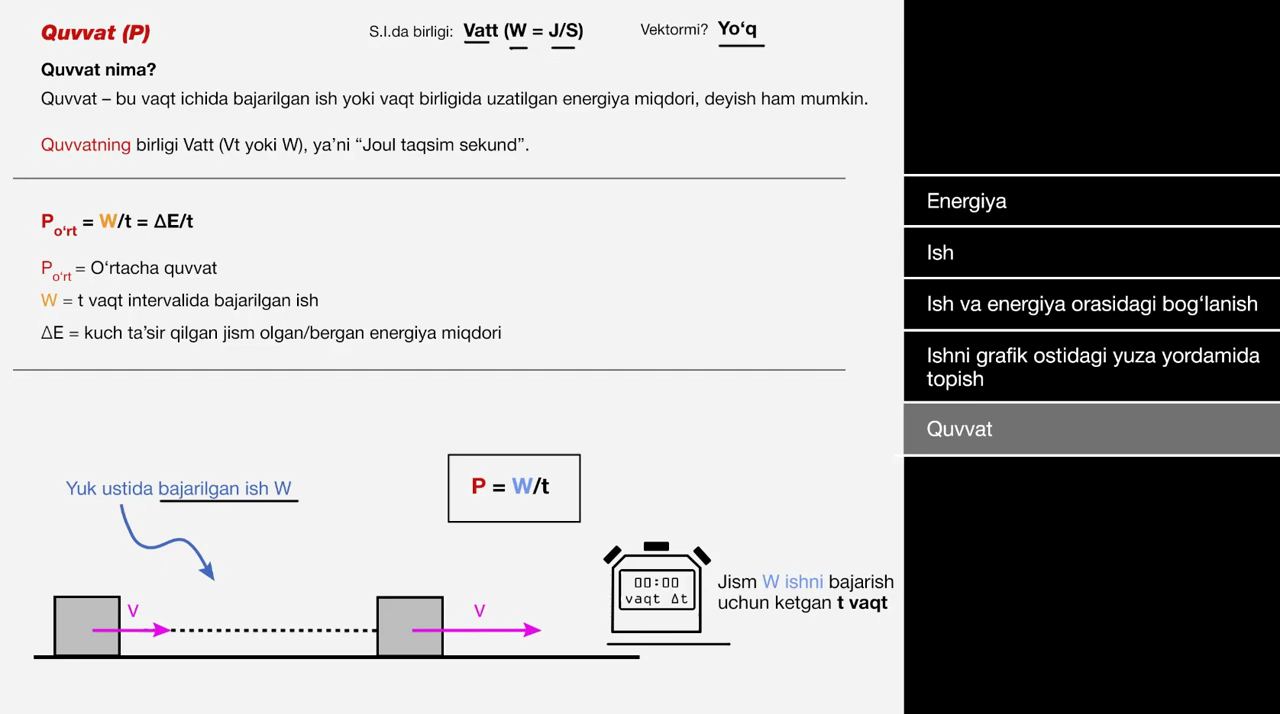 Quvvat (P)
S.I.da birligi: Vatt (W = J/S)
Vektormi? Yo‘q
Quvvat nima?
Quvvat – bu vaqt ichida bajarilgan ish yoki vaqt birligida uzatilgan energiya miqdori, deyish ham mumkin.
Quvvatning birligi Vatt (Vt yoki W), ya’ni “Joul taqsim sekund”.
Po‘rt = W/t = ΔE/t
Po‘rt = O‘rtacha quvvat
W = t vaqt intervalida bajarilgan ish
ΔE = kuch ta’sir qilgan jism olgan/bergan energiya miqdori
Yuk ustida bajarilgan ish W
P = W/t
V
V
00:00
vaqt Δt
Jism W ishni bajarish
uchun ketgan t vaqt
Energiya
Ish
Ish va energiya orasidagi bog‘lanish
Ishni grafik ostidagi yuza yordamida
topish
Quvvat